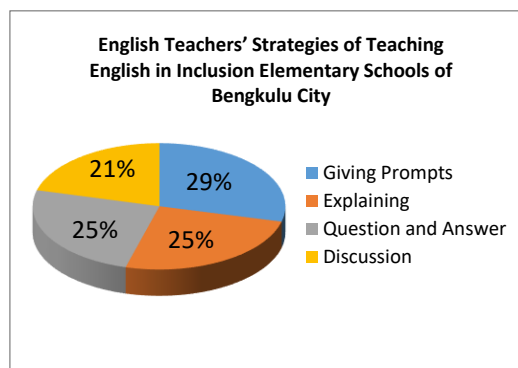 English Teachers’ Strategies of Teaching
English in Inclusion Elementary Schools of
Bengkulu City
21%
29%
25%
25%
Giving Prompts
Explaining
Question and Answer
Discussion